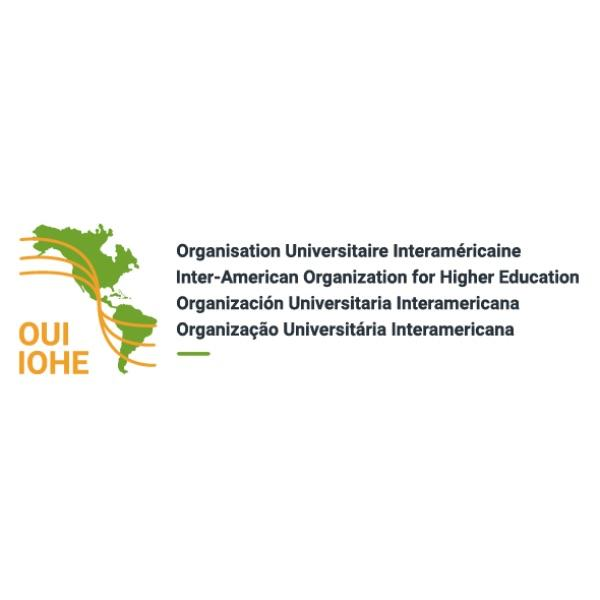 OUI
IOHE
Organisation Universitaire Interaméricaine
Inter-American Organization for Higher Education
Organización Universitaria Interamericana
Organização Universitária Interamericana